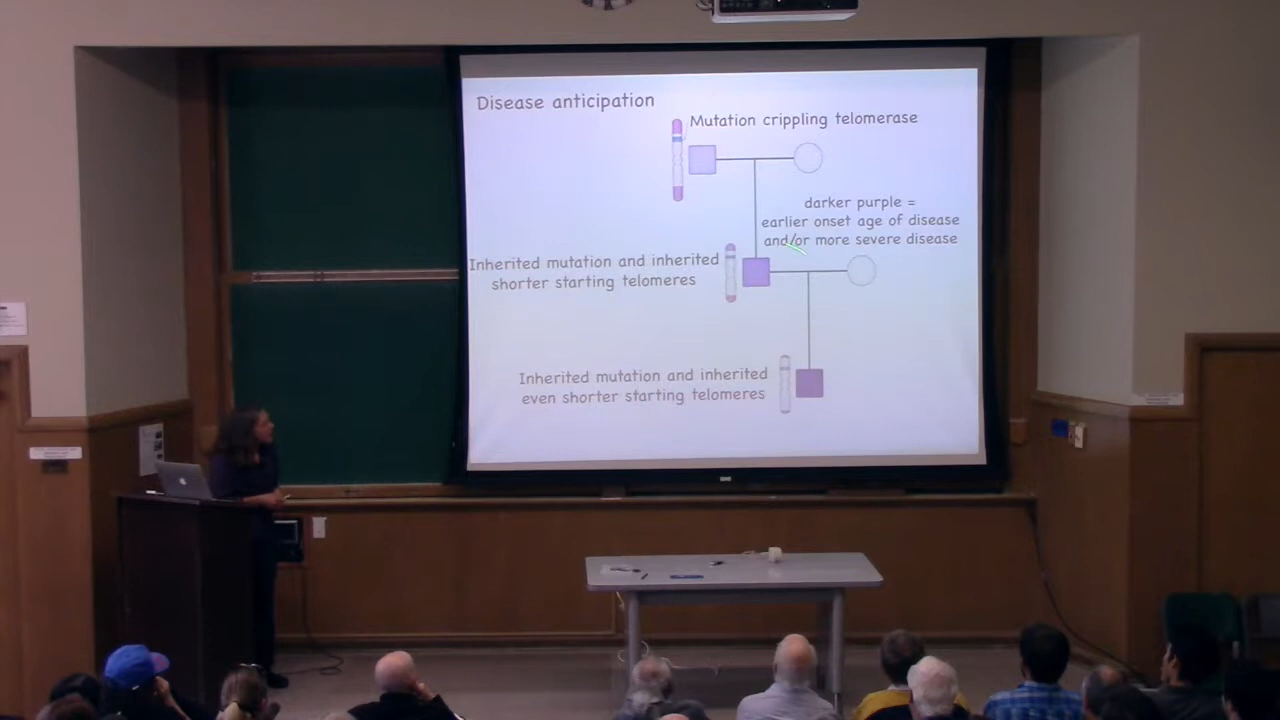 Disease anticipation
Mutation crippling telomerase
darker purple =
earlier onset age of disease
and/or more severe disease
Inherited mutation and inherited
shorter starting telomeres
Inherited mutation and inherited
even shorter starting telomeres